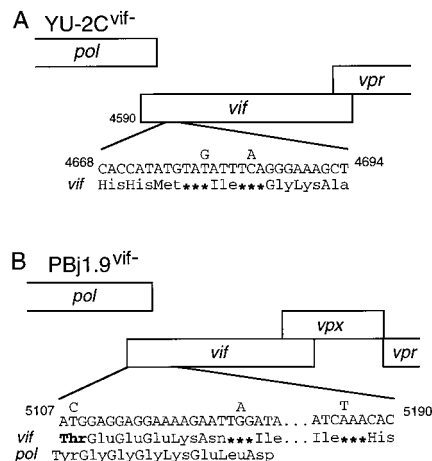 A YU-2C vif-
pol
vpr
4590 vif
4668 G A 4694
CACCATATGTATATTTCAGGGAAAGCT
vif HisHisMet★★★Ile★★★GlyLysAla
B PBj1.9 vif-
pol
vpx
vif vpr
5107 C A T 5190
ATGGAGGAGGAAAAGAATTGGATA...ATCAAACAC
vif ThrGluGluGluLysAsn★★★Ile...Ile★★★His
pol TyrGlyGlyGlyLysGluLeuAsp